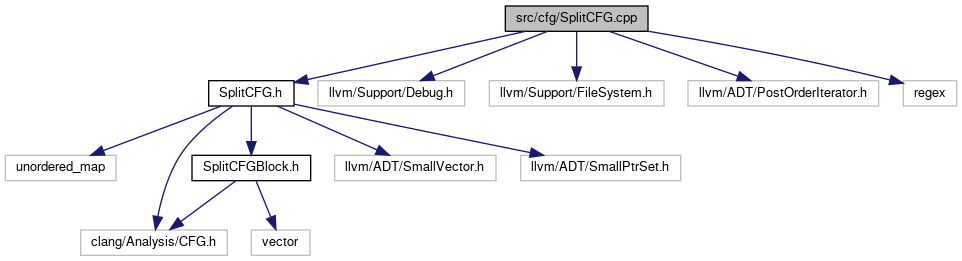 src/cfg/SplitCFG.cpp
SplitCFG.h
llvm/Support/Debug.h
llvm/Support/FileSystem.h
llvm/ADT/PostOrderIterator.h
regex
unordered_map
SplitCFGBlock.h
llvm/ADT/SmallVector.h
llvm/ADT/SmallPtrSet.h
clang/Analysis/CFG.h
vector